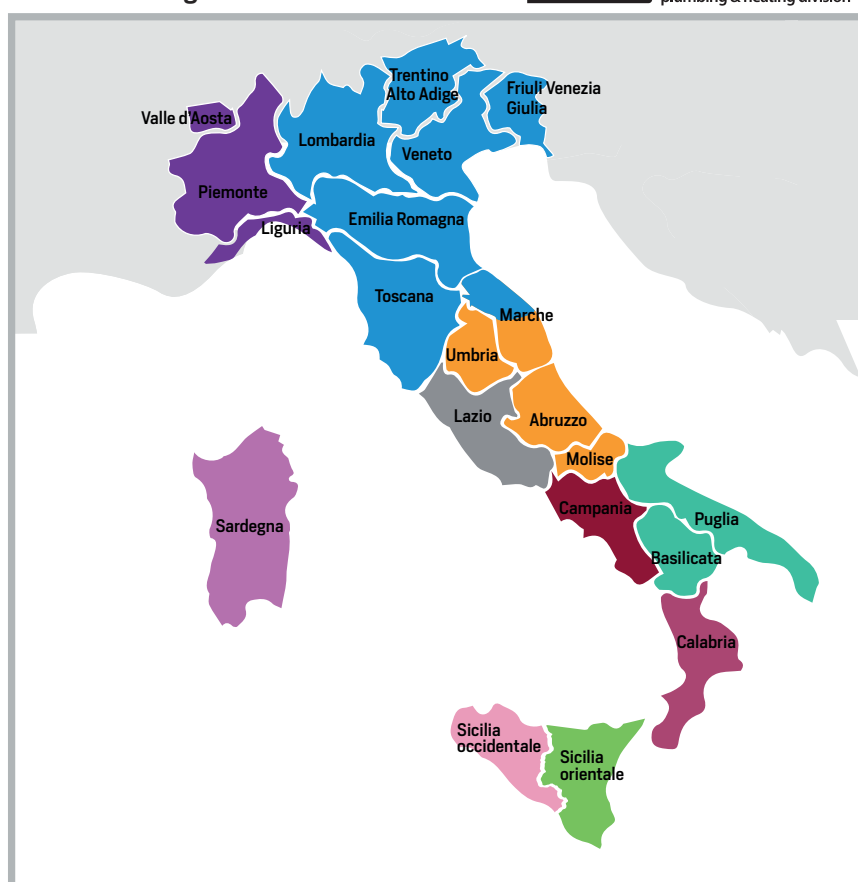 plumbing & heating division
Trentino
Alto Adige
Friuli Venezia
Giulia
Valle d'Aosta
Lombardia
Veneto
Piemonte
Emilia Romagna
Liguria
Toscana
Marche
Umbria
Lazio
Abruzzo
Molise
Campania
Puglia
Sardegna
Basilicata
Calabria
Sicilia
occidentale
Sicilia
orientale